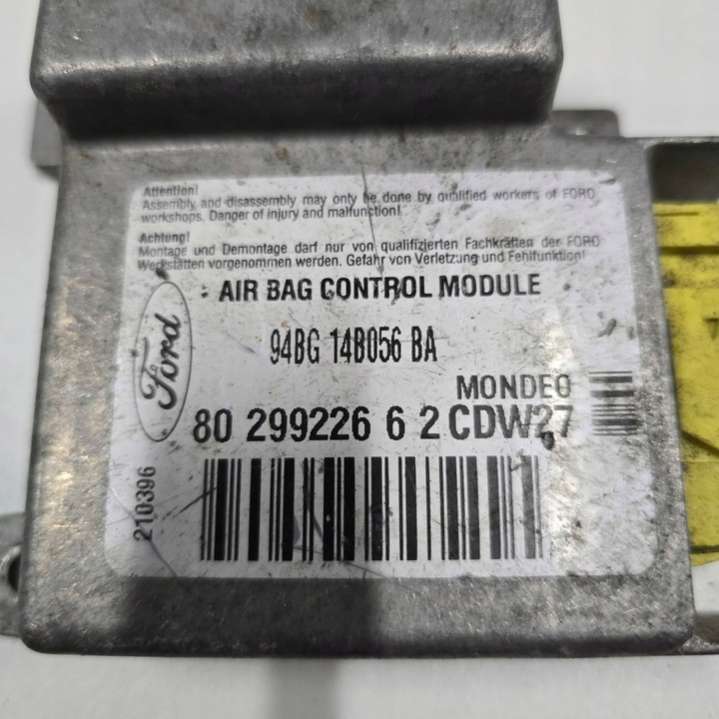 Attention!
Assembly and disassembly may only be done by qualified workers of FORD
workshops. Danger of injury and malfunction!
Achtung!
Montage und Demontage darf nur von qualifizierten Fachkräften der FORD
Werkstätten vorgenommen werden. Gefahr von Verletzung und Fehlfunktion!
AIR BAG CONTROL MODULE
Ford
94BG 14B056 BA
MONDEO
80 299226 6 2 CDW27
210396